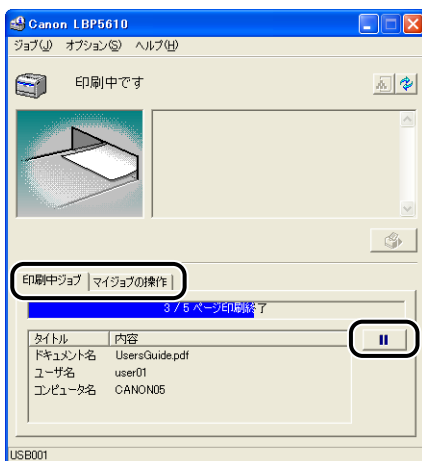 Canon LBP5610
ジョブ(J) オプション(S) ヘルプ(H)
印刷中です
印刷中ジョブ マイジョブの操作
3 / 5 ページ印刷終了
タイトル 内容
ドキュメント名 UsersGuide.pdf
ユーザ名 user01
コンピュータ名 CANON05
USB001